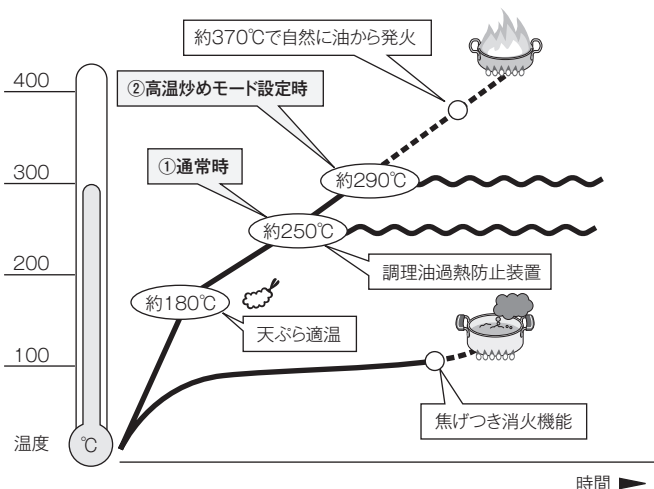 約370℃で自然に油から発火
400
②高温炒めモード設定時
300
①通常時
約290℃
約250℃
200
調理油過熱防止装置
約180℃
天ぷら適温
100
焦げつき消火機能
温度
℃
時間